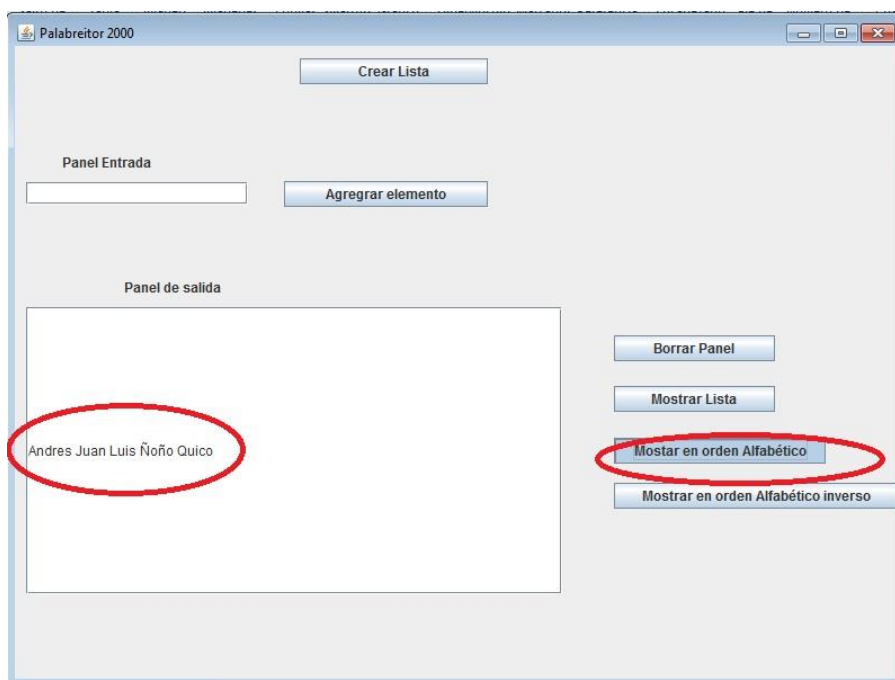 Palabreitor 2000
Crear Lista
Panel Entrada
Agregrar elemento
Panel de salida
Borrar Panel
Mostrar Lista
Andres Juan Luis Ñoño Quico
Mostar en orden Alfabético
Mostrar en orden Alfabético inverso